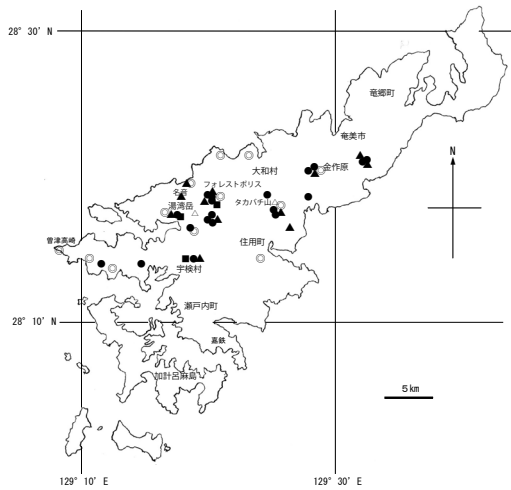 28° 30' N
竜郷町
奄美市
N
大和村
金作原
フォレストポリス
名音
タカバチ山
湯湾岳
曽津高崎
住用町
宇検村
瀬戸内町
28° 10' N
嘉鉄
加計呂麻島
5km
129° 10' E
129° 30' E